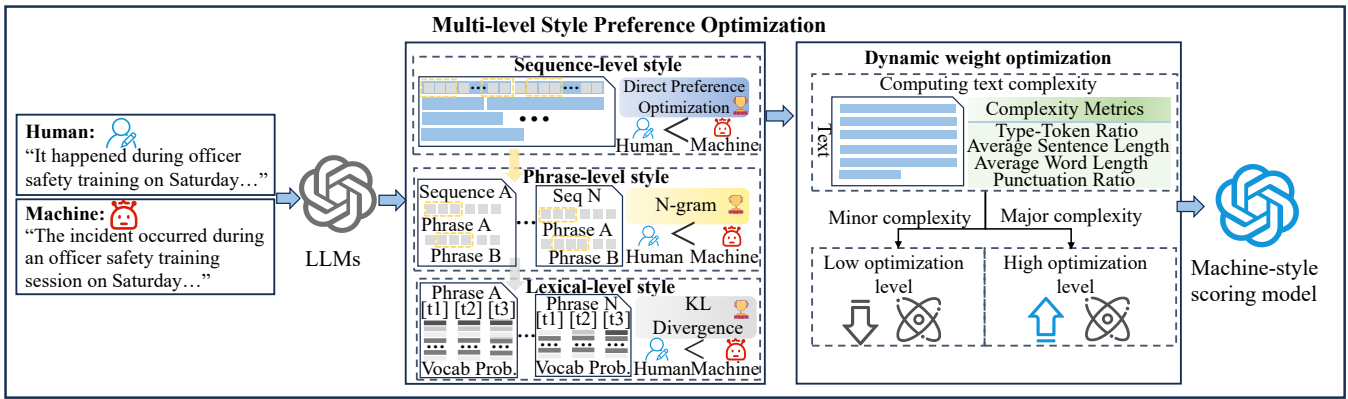 Multi-level Style Preference Optimization
Human:
“It happened during officer
safety training on Saturday…”
Machine:
“The incident occurred during
an officer safety training
session on Saturday…”
LLMs
Sequence-level style
Direct Preference
Optimization
Human < Machine
Phrase-level style
Sequence A
Phrase A
Phrase B
Seq N
Phrase A
Phrase B
N-gram
Human < Machine
Lexical-level style
Phrase A
[t1] [t2] [t3]
Vocab Prob.
Phrase N
[t1] [t2] [t3]
Vocab Prob.
KL
Divergence
Human < Machine
Dynamic weight optimization
Computing text complexity
Text
Complexity Metrics
Type-Token Ratio
Average Sentence Length
Average Word Length
Punctuation Ratio
Minor complexity
Major complexity
Low optimization
level
High optimization
level
Machine-style
scoring model